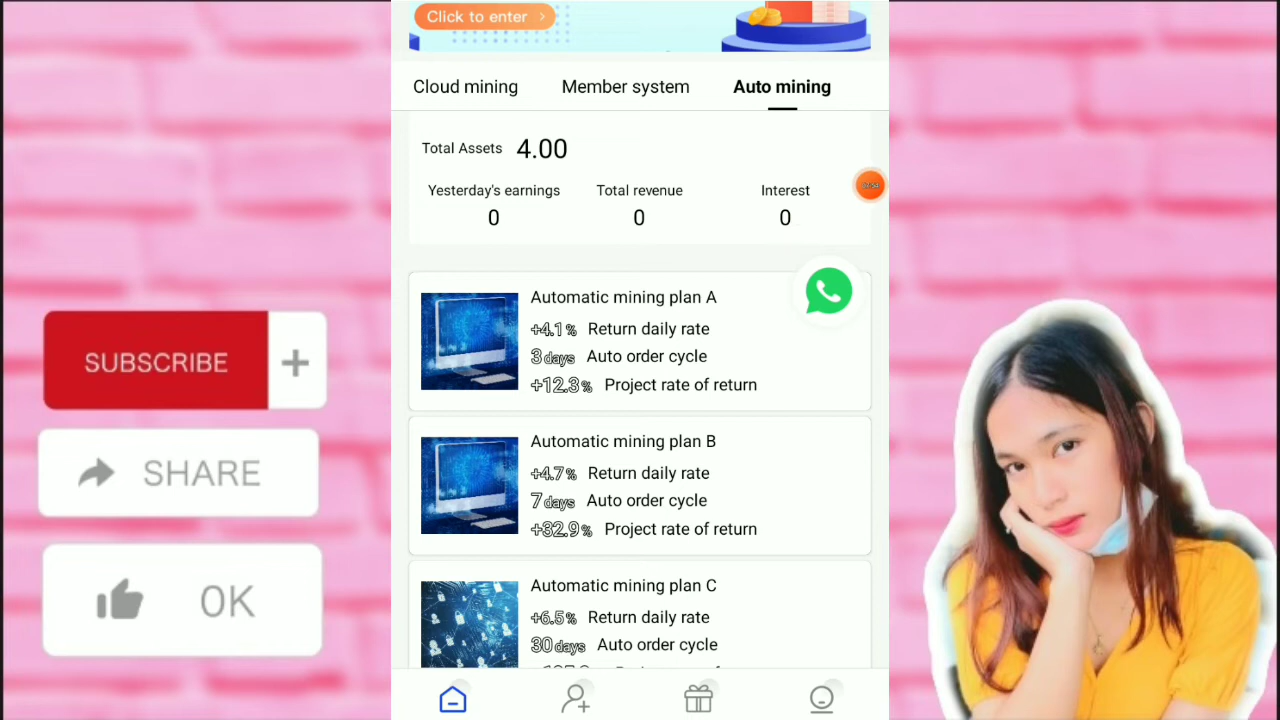 Click to enter
Cloud mining
Member system
Auto mining
Total Assets 4.00
Yesterday's earnings
Total revenue
Interest
0
0
0
Automatic mining plan A
+4.1% Return daily rate
3 days Auto order cycle
+12.3% Project rate of return
Automatic mining plan B
+4.7% Return daily rate
7 days Auto order cycle
+32.9% Project rate of return
Automatic mining plan C
+6.5% Return daily rate
30 days Auto order cycle
SUBSCRIBE
SHARE
OK